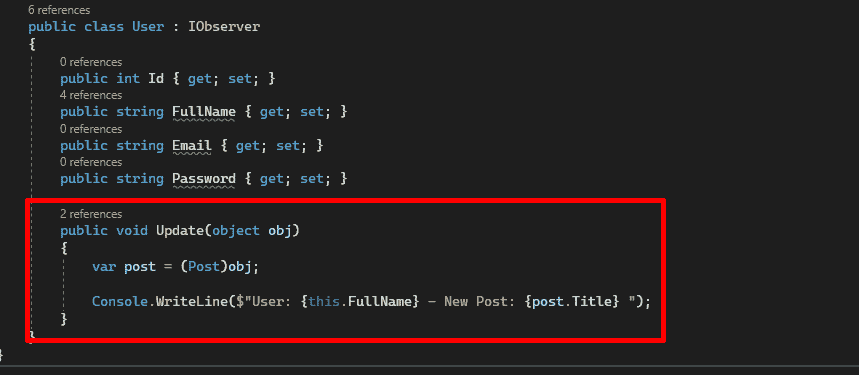 6 references
public class User : IObserver
{
0 references
public int Id { get; set; }
4 references
public string FullName { get; set; }
0 references
public string Email { get; set; }
0 references
public string Password { get; set; }
2 references
public void Update(object obj)
{
var post = (Post)obj;
Console.WriteLine($"User: {this.FullName} - New Post: {post.Title} ");
}
}
}